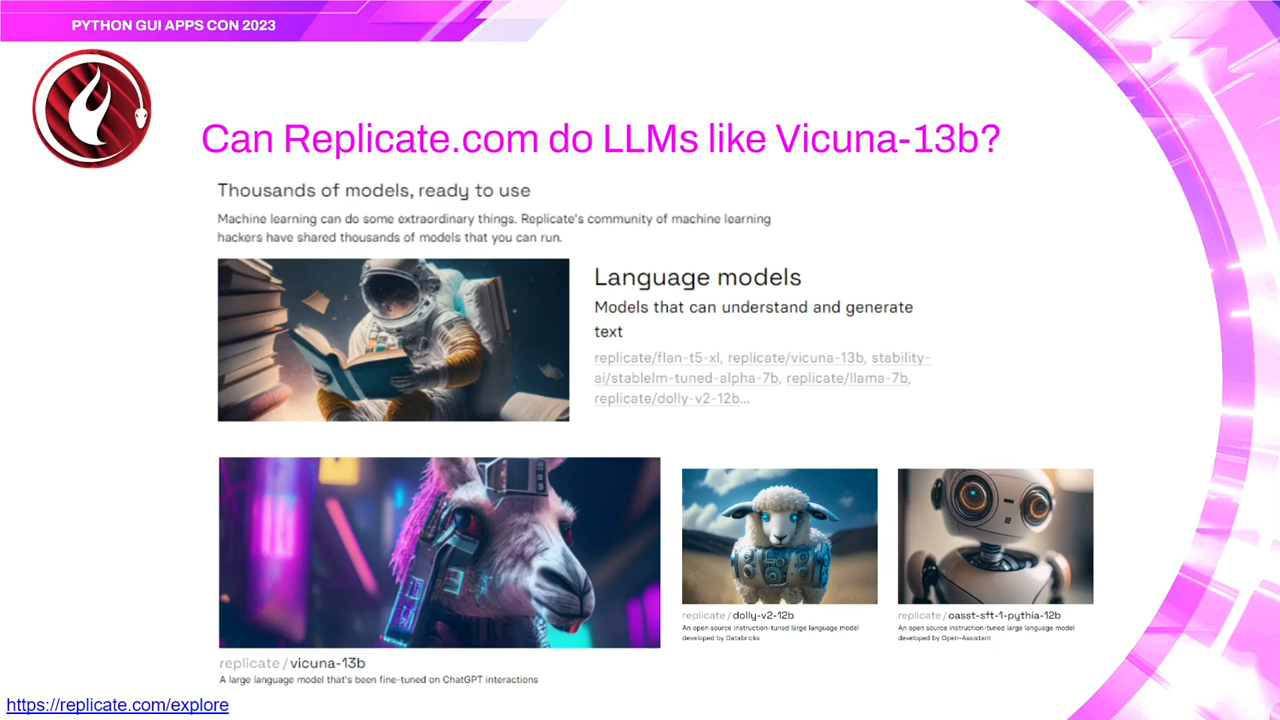 PYTHON GUI APPS CON 2023
Can Replicate.com do LLMs like Vicuna-13b?
Thousands of models, ready to use
Machine learning can do some extraordinary things. Replicate's community of machine learning
hackers have shared thousands of models that you can run.
Language models
Models that can understand and generate
text
replicate/flan-t5-xl, replicate/vicuna-13b, stability-
ai/stablelm-tuned-alpha-7b, replicate/llama-7b,
replicate/dolly-v2-12b...
replicate / vicuna-13b
A large language model that's been fine-tuned on ChatGPT interactions
replicate / dolly-v2-12b
An open source instruction-tuned large language model
developed by Databricks
replicate / oasst-sft-1-pythia-12b
An open source instruction-tuned large language model
developed by Open-Assistant
https://replicate.com/explore